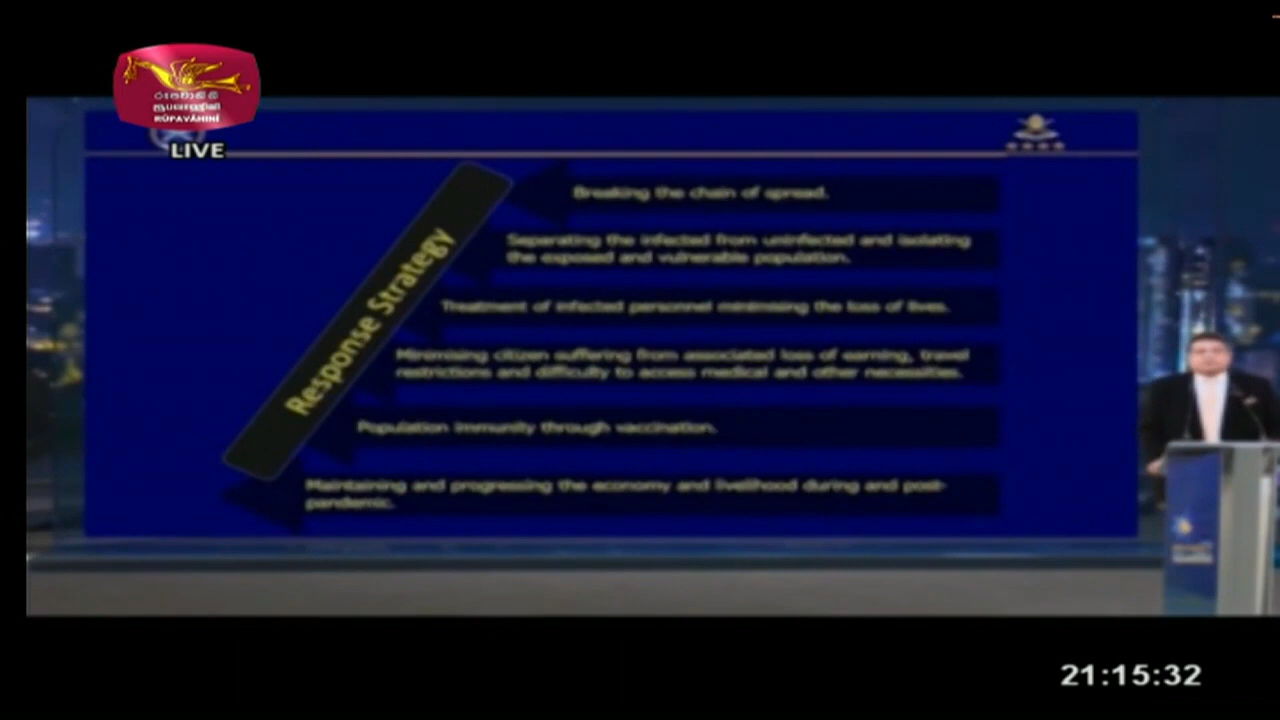 රූපවාහිනී
ரூபவாஹினி
RŪPAVĀHINĪ
LIVE
Breaking the chain of spread.
Separating the infected from uninfected and isolating
the exposed and vulnerable population.
Response Strategy
Treatment of infected personnel minimising the loss of lives.
Minimising citizen suffering from associated loss of earning, travel
restrictions and difficulty to access medical and other necessities.
Population immunity through vaccination.
Maintaining and progressing the economy and livelihood during and post-
pandemic.
21:15:32